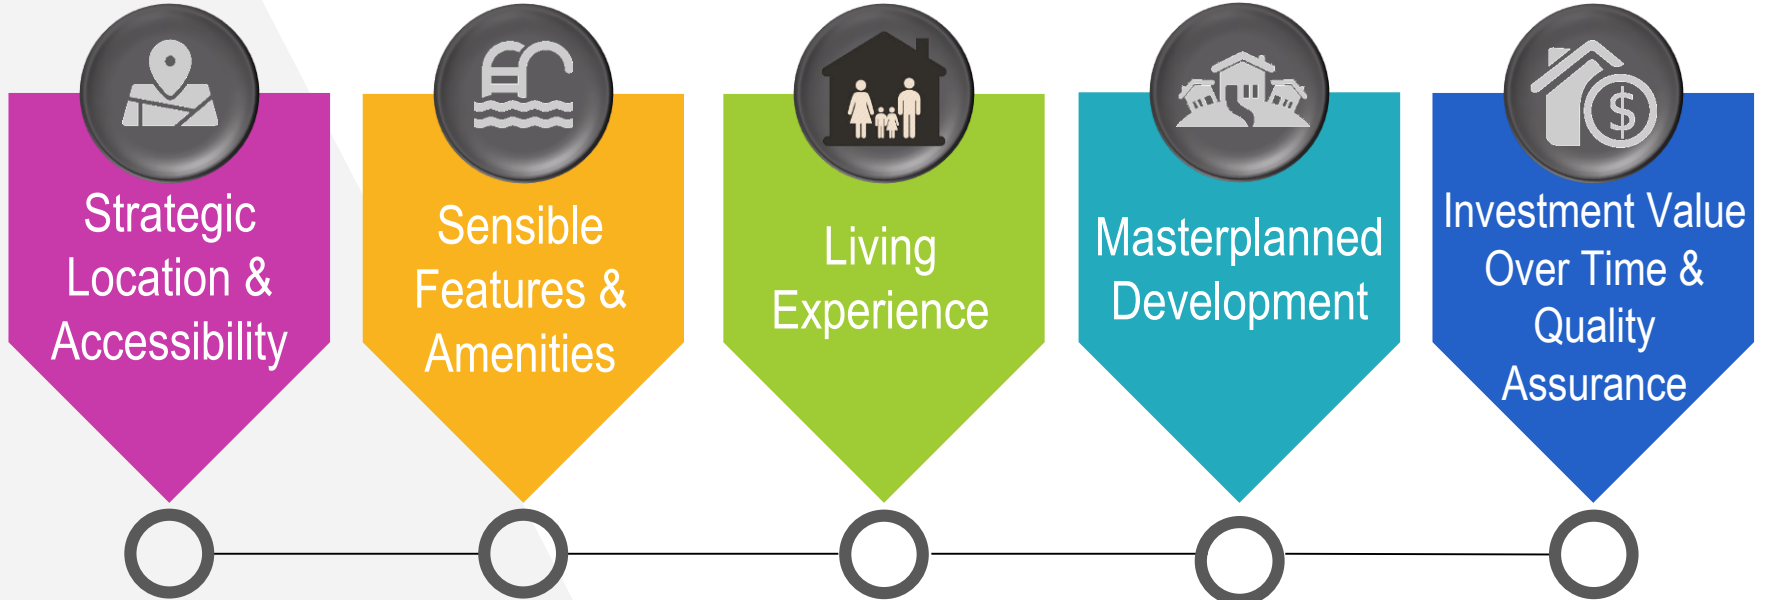 Strategic
Location &
Accessibility
Sensible
Features &
Amenities
Living
Experience
Masterplanned
Development
Investment Value
Over Time &
Quality
Assurance
$